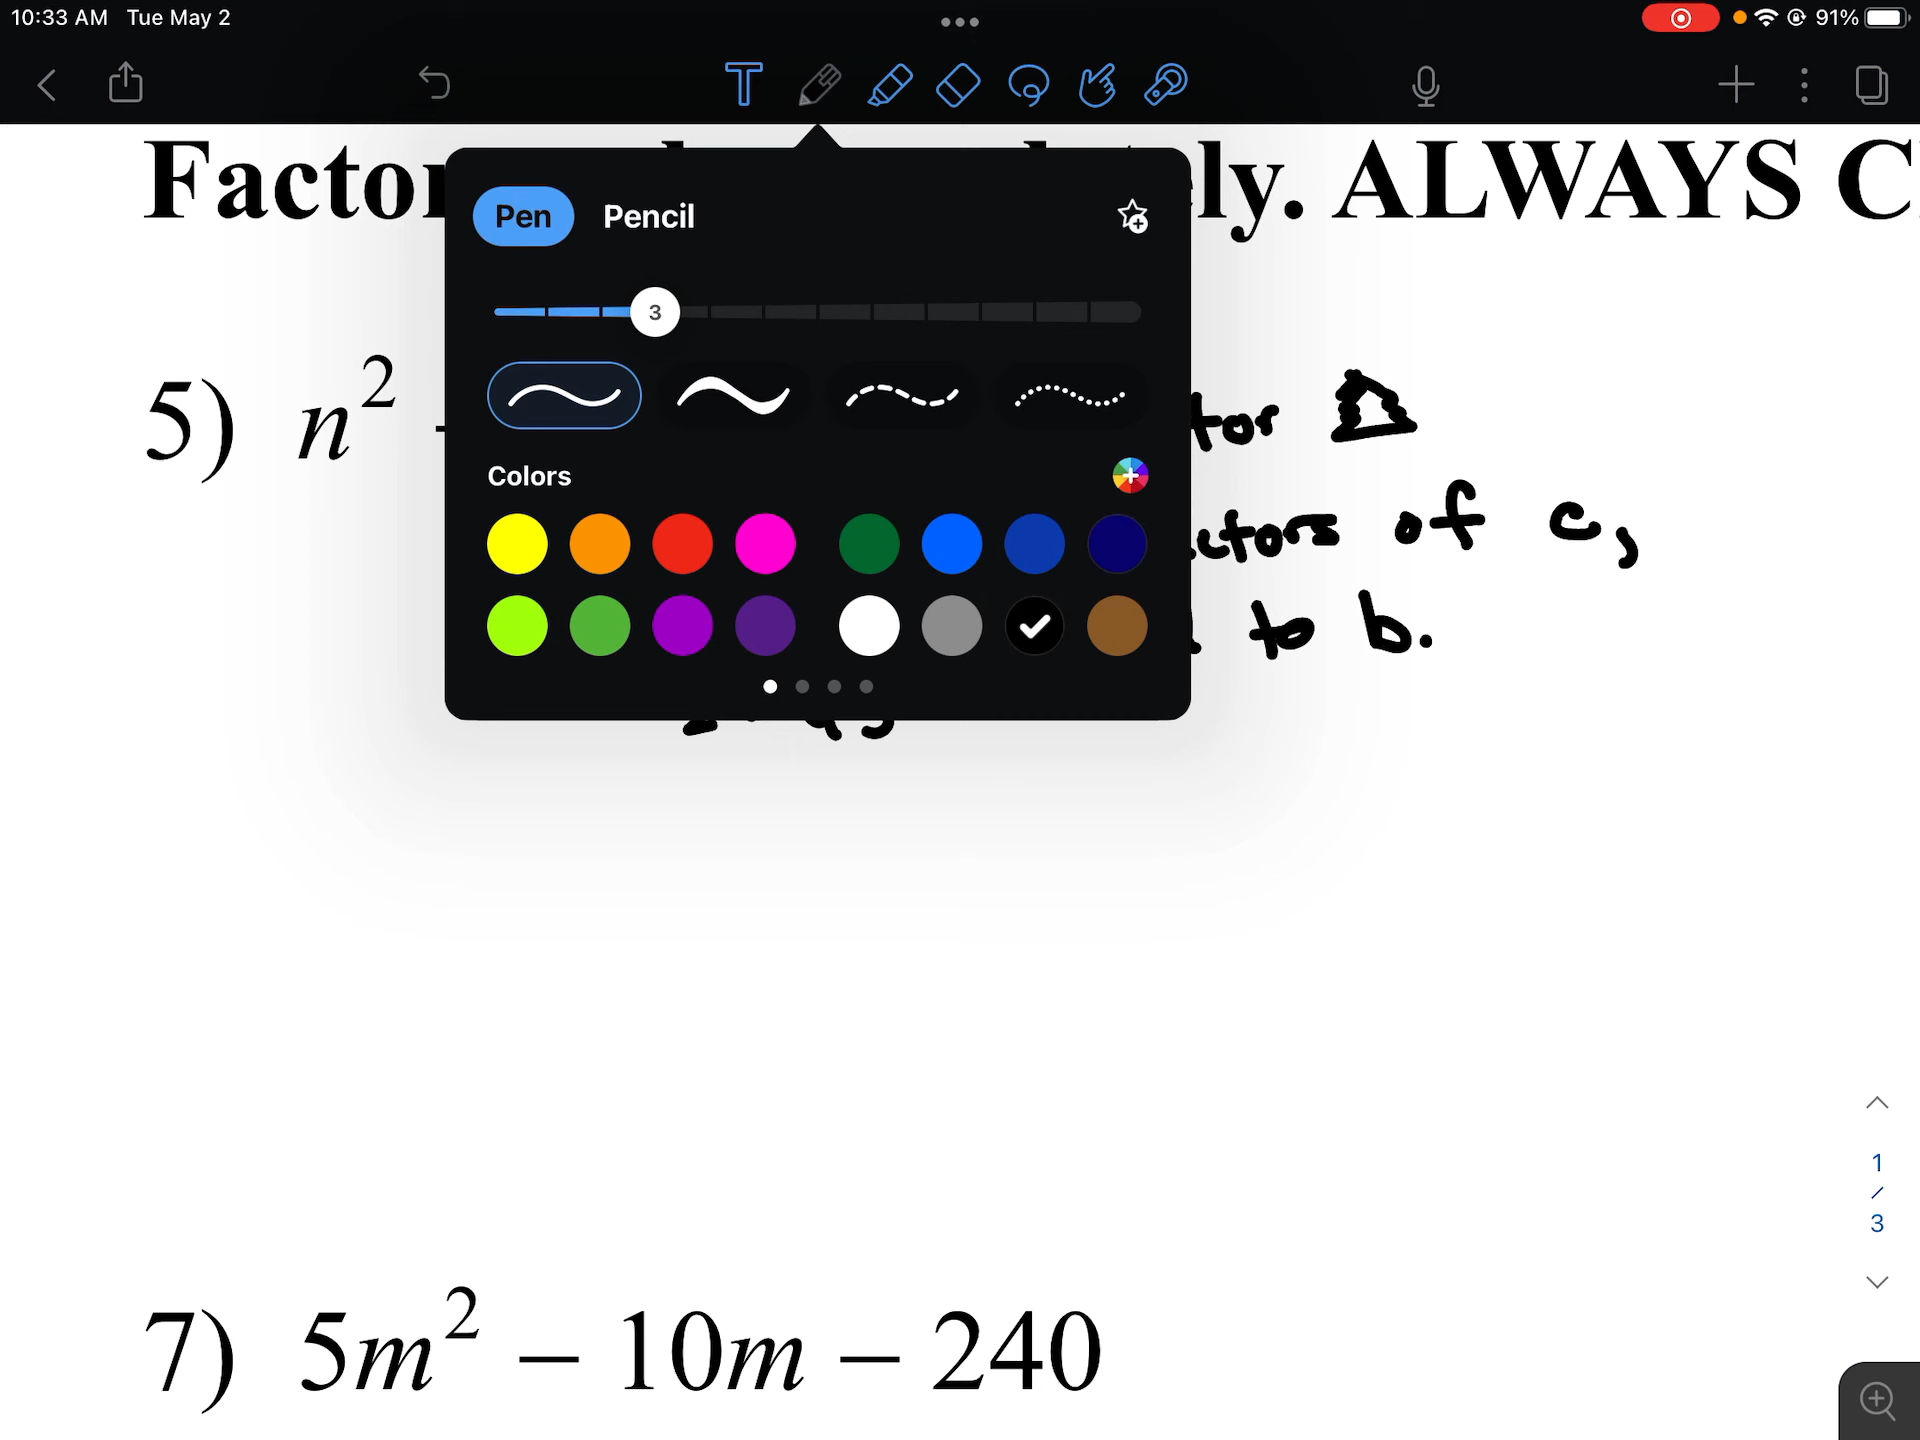 10:33 AM Tue May 2
91%
T
Factor ly. ALWAYS C
Pen Pencil
3
5) n² - tor
Colors
ctors of c,
to b.
1
/
3
7) 5m² – 10m – 240